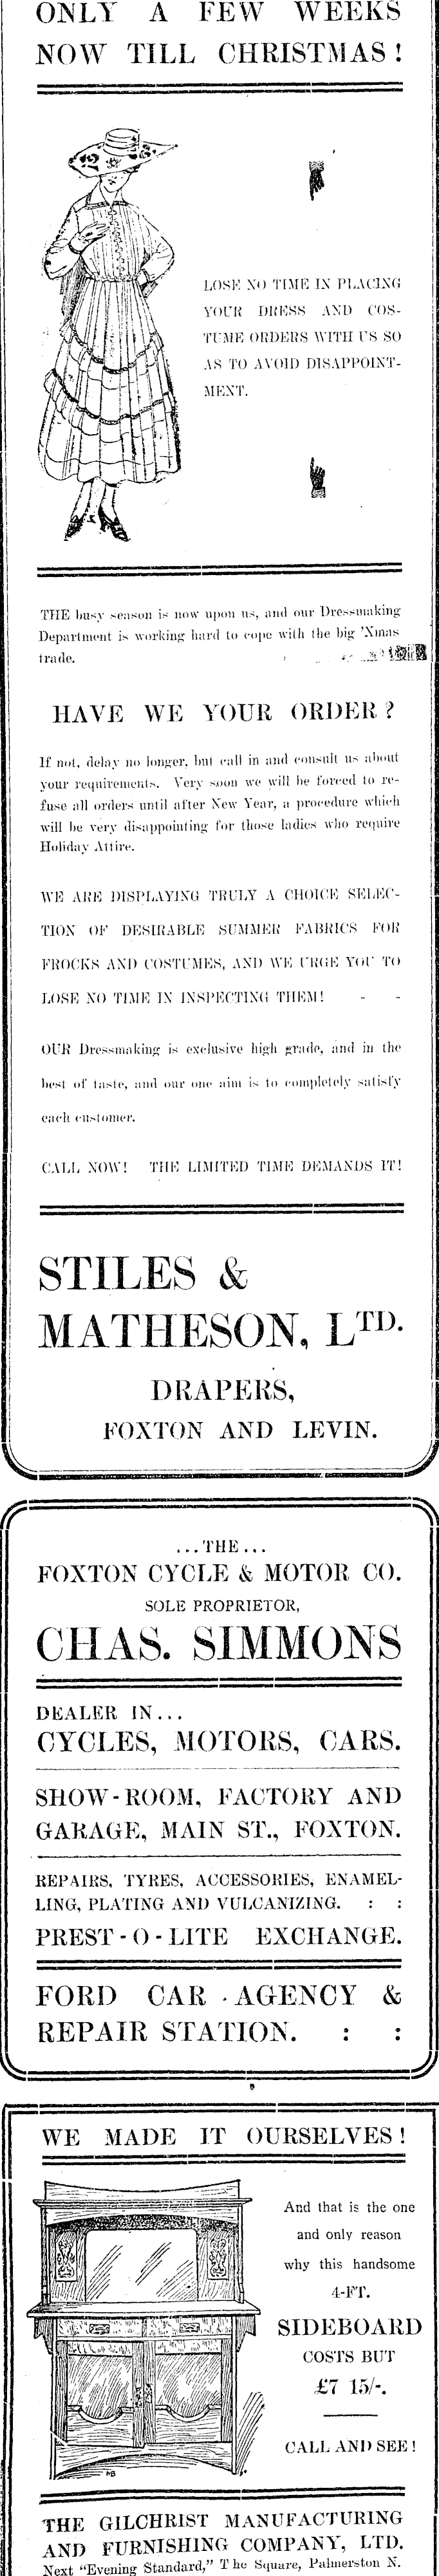 ONLY A FEW WEEKS
NOW TILL CHRISTMAS!
LOSE NO TIME IN PLACING
YOUR DRESS AND COS-
TUME ORDERS WITH US SO
AS TO AVOID DISAPPOINT-
MENT.
THE busy season is now upon us, and our Dressmaking
Department is working hard to cope with the big 'Xmas
trade.
HAVE WE YOUR ORDER?
If not, delay no longer, but call in and consult us about
your requirements. Very soon we will be forced to re-
fuse all orders until after New Year, a procedure which
will be very disappointing for those ladies who require
Holiday Attire.
WE ARE DISPLAYING TRULY A CHOICE SELEC-
TION OF DESIRABLE SUMMER FABRICS FOR
FROCKS AND COSTUMES, AND WE URGE YOU TO
LOSE NO TIME IN INSPECTING THEM! - -
OUR Dressmaking is exclusive high grade, and in the
best of taste, and our one aim is to completely satisfy
each customer.
CALL NOW! THE LIMITED TIME DEMANDS IT!
STILES &
MATHESON, LTD.
DRAPERS,
FOXTON AND LEVIN.
...THE...
FOXTON CYCLE & MOTOR CO.
SOLE PROPRIETOR,
CHAS. SIMMONS
DEALER IN...
CYCLES, MOTORS, CARS.
SHOW-ROOM, FACTORY AND
GARAGE, MAIN ST., FOXTON.
REPAIRS, TYRES, ACCESSORIES, ENAMEL-
LING, PLATING AND VULCANIZING. : :
PREST-O-LITE EXCHANGE.
FORD CAR AGENCY &
REPAIR STATION. : :
WE MADE IT OURSELVES!
And that is the one
and only reason
why this handsome
4-FT.
SIDEBOARD
COSTS BUT
£7 15/-.
CALL AND SEE!
THE GILCHRIST MANUFACTURING
AND FURNISHING COMPANY, LTD.
Next "Evening Standard," The Square, Palmerston N.